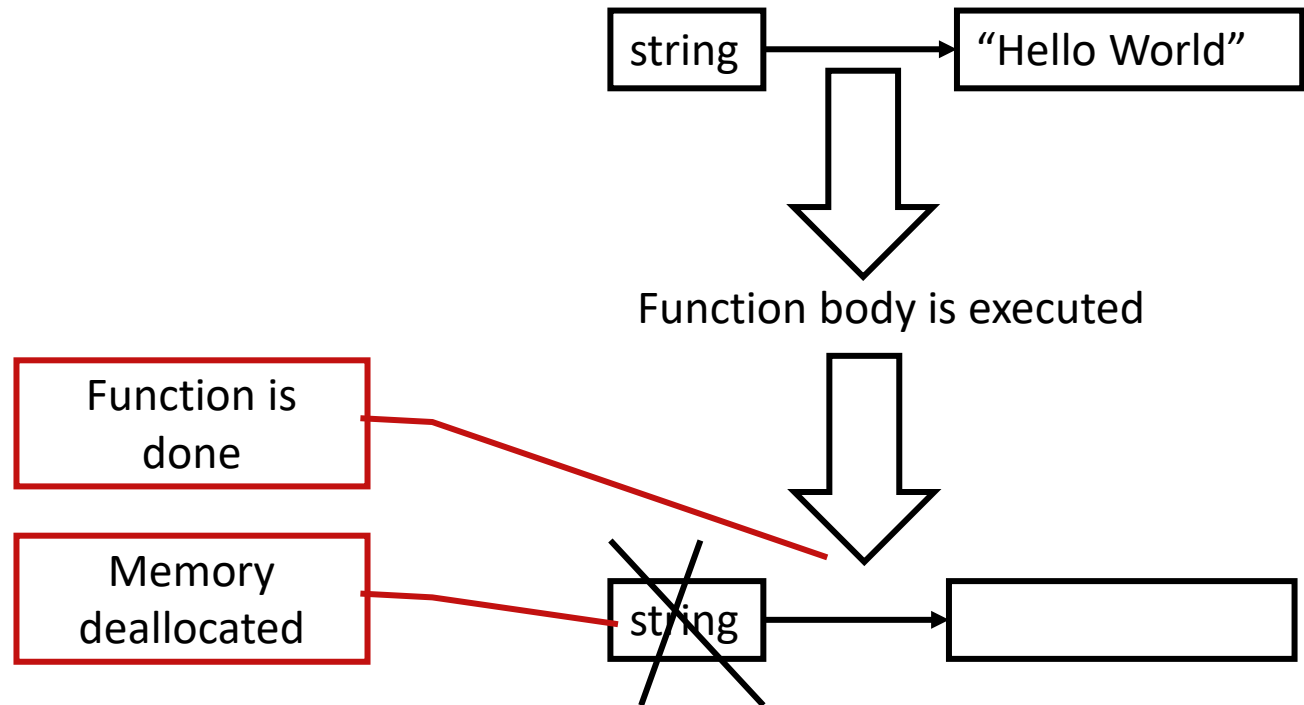 string
“Hello World”
Function body is executed
Function is
done
Memory
deallocated
string